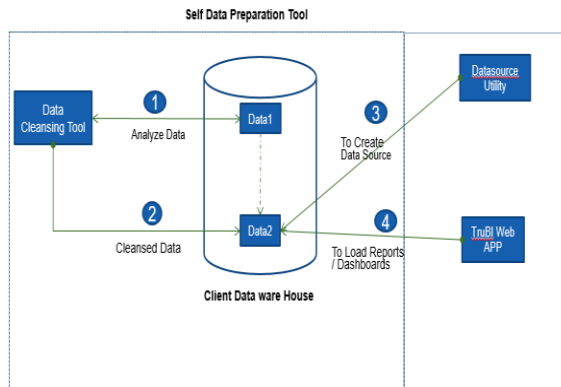 Self Data Preparation Tool
Data
Cleansing Tool
1
Analyze Data
Data1
3
To Create
Data Source
Datasource
Utility
2
Cleansed Data
Data2
4
To Load Reports
/ Dashboards
TruBI Web
APP
Client Data ware House